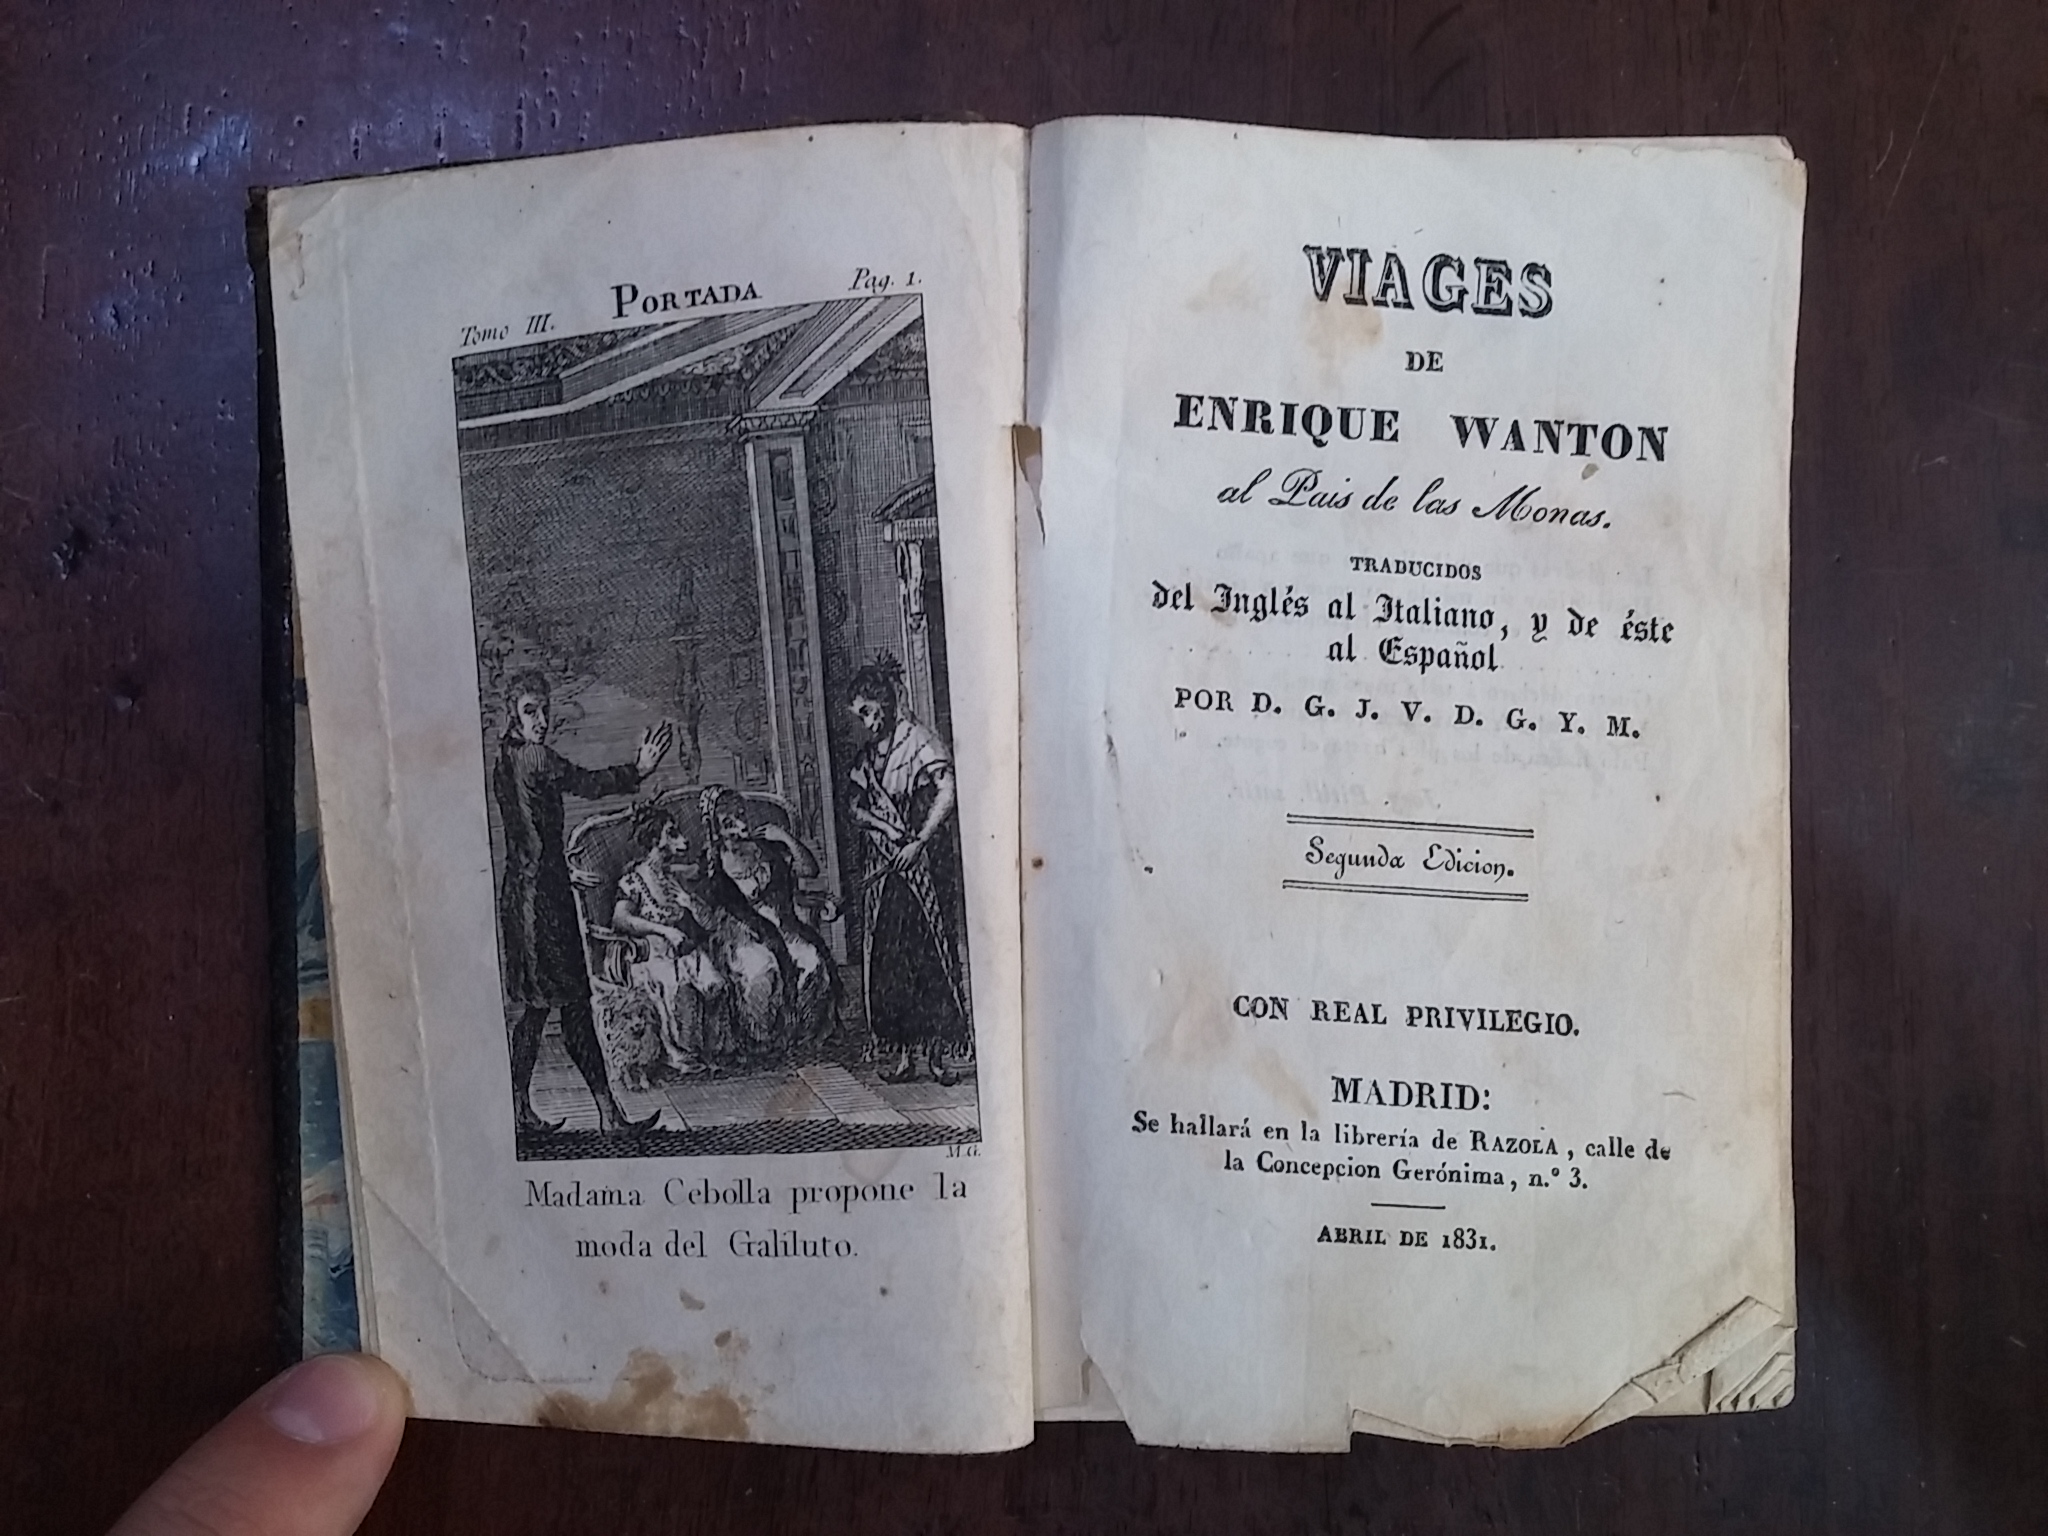 Tomo III. PORTADA Pag. 1.
M.G.
Madama Cebolla propone la
moda del Galiluto.
VIAGES
DE
ENRIQUE WANTON
al Pais de las Monas.
TRADUCIDOS
del Inglés al Italiano, y de éste
al Español
POR D. G. J. V. D. G. Y. M.
Segunda Edicion.
CON REAL PRIVILEGIO.
MADRID:
Se hallará en la librería de RAZOLA, calle de
la Concepcion Gerónima, n.º 3.
ABRIL DE 1831.